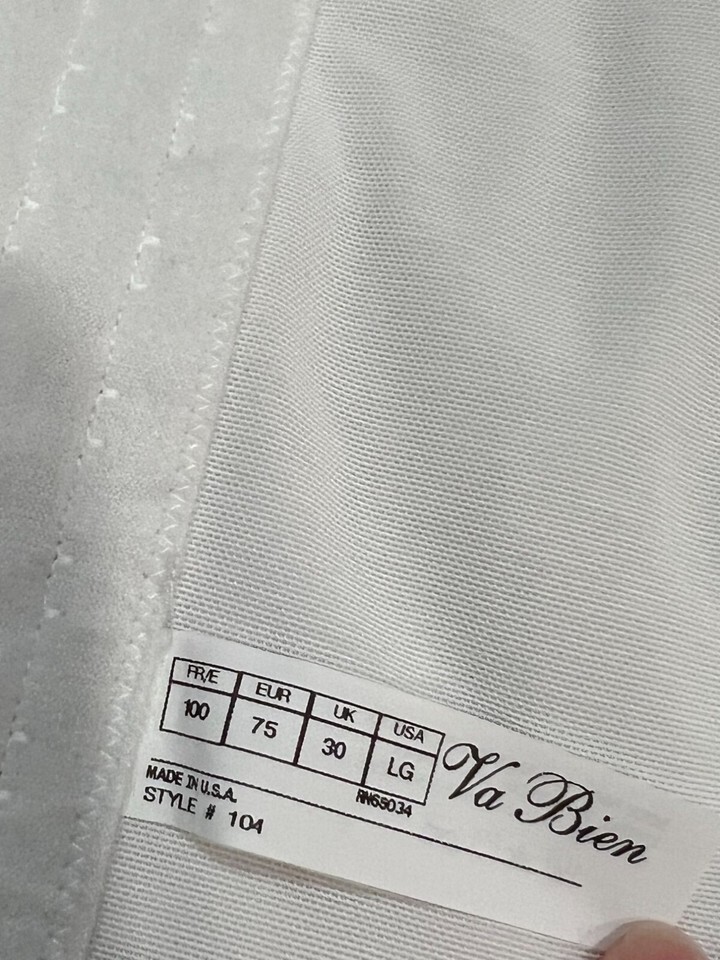 FR/E EUR UK USA
100 75 30 LG
Va Bien
MADE IN U.S.A. RN65034
STYLE # 104